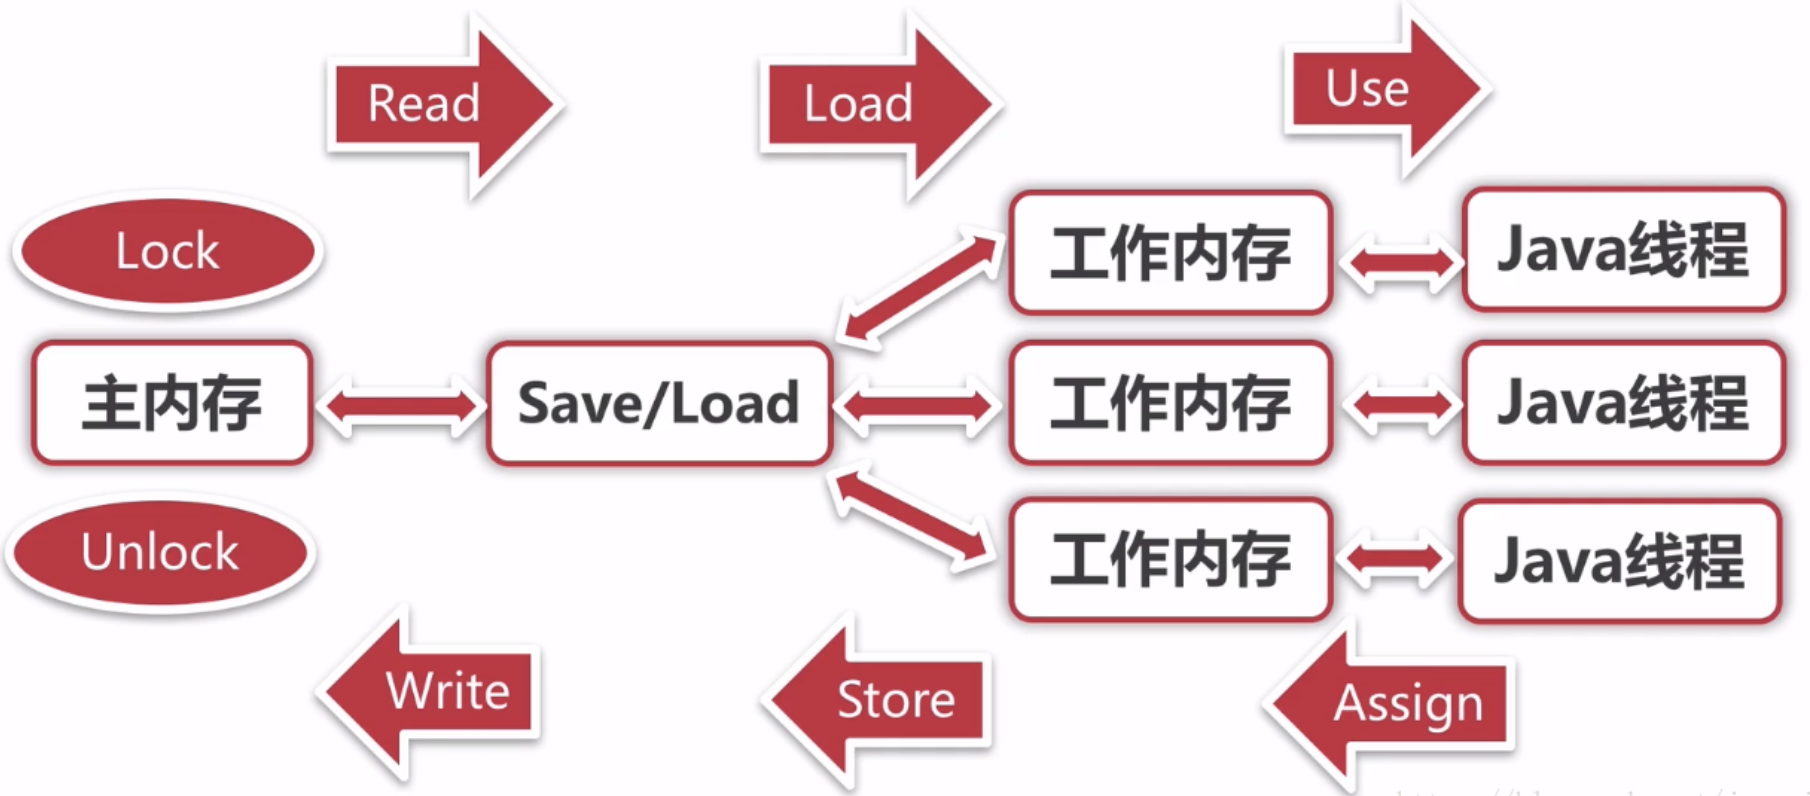 Read
Load
Use
Lock
工作内存
Java线程
主内存
Save/Load
工作内存
Java线程
Unlock
工作内存
Java线程
Write
Store
Assign